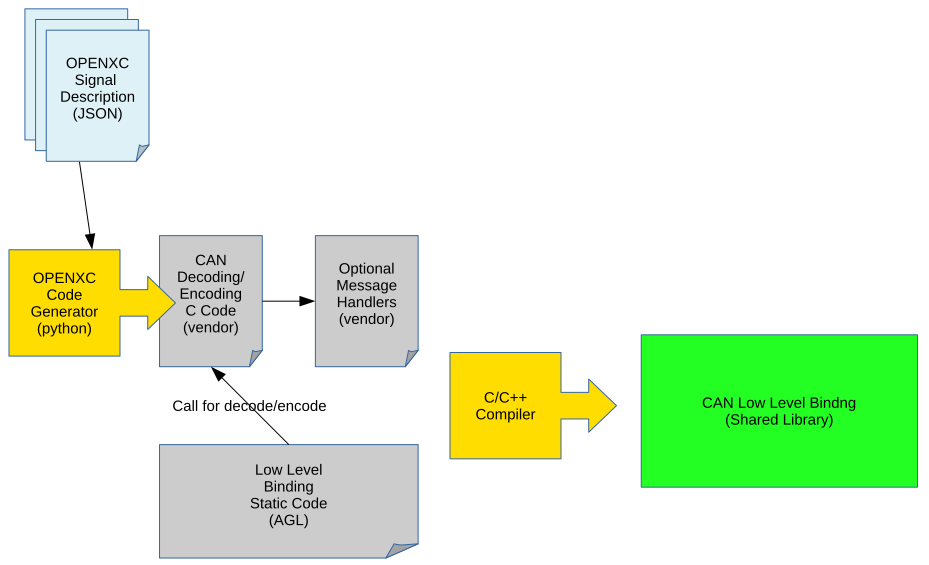 OPENXC
Signal
Description
(JSON)
OPENXC
Code
Generator
(python)
CAN
Decoding/
Encoding
C Code
(vendor)
Optional
Message
Handlers
(vendor)
C/C++
Compiler
CAN Low Level Bindng
(Shared Library)
Call for decode/encode
Low Level
Binding
Static Code
(AGL)